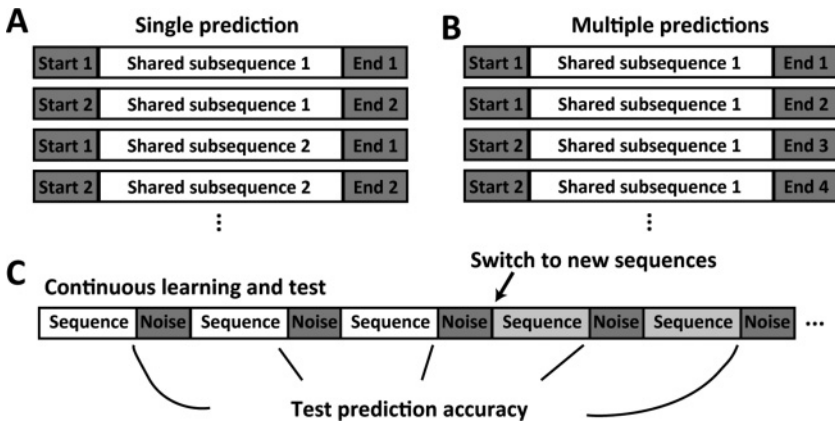 A
Single prediction
Start 1 Shared subsequence 1 End 1
Start 2 Shared subsequence 1 End 2
Start 1 Shared subsequence 2 End 1
Start 2 Shared subsequence 2 End 2
⋮
B
Multiple predictions
Start 1 Shared subsequence 1 End 1
Start 1 Shared subsequence 1 End 2
Start 2 Shared subsequence 1 End 3
Start 2 Shared subsequence 1 End 4
⋮
C
Continuous learning and test
Switch to new sequences
Sequence Noise Sequence Noise Sequence Noise Sequence Noise Sequence Noise ...
Test prediction accuracy